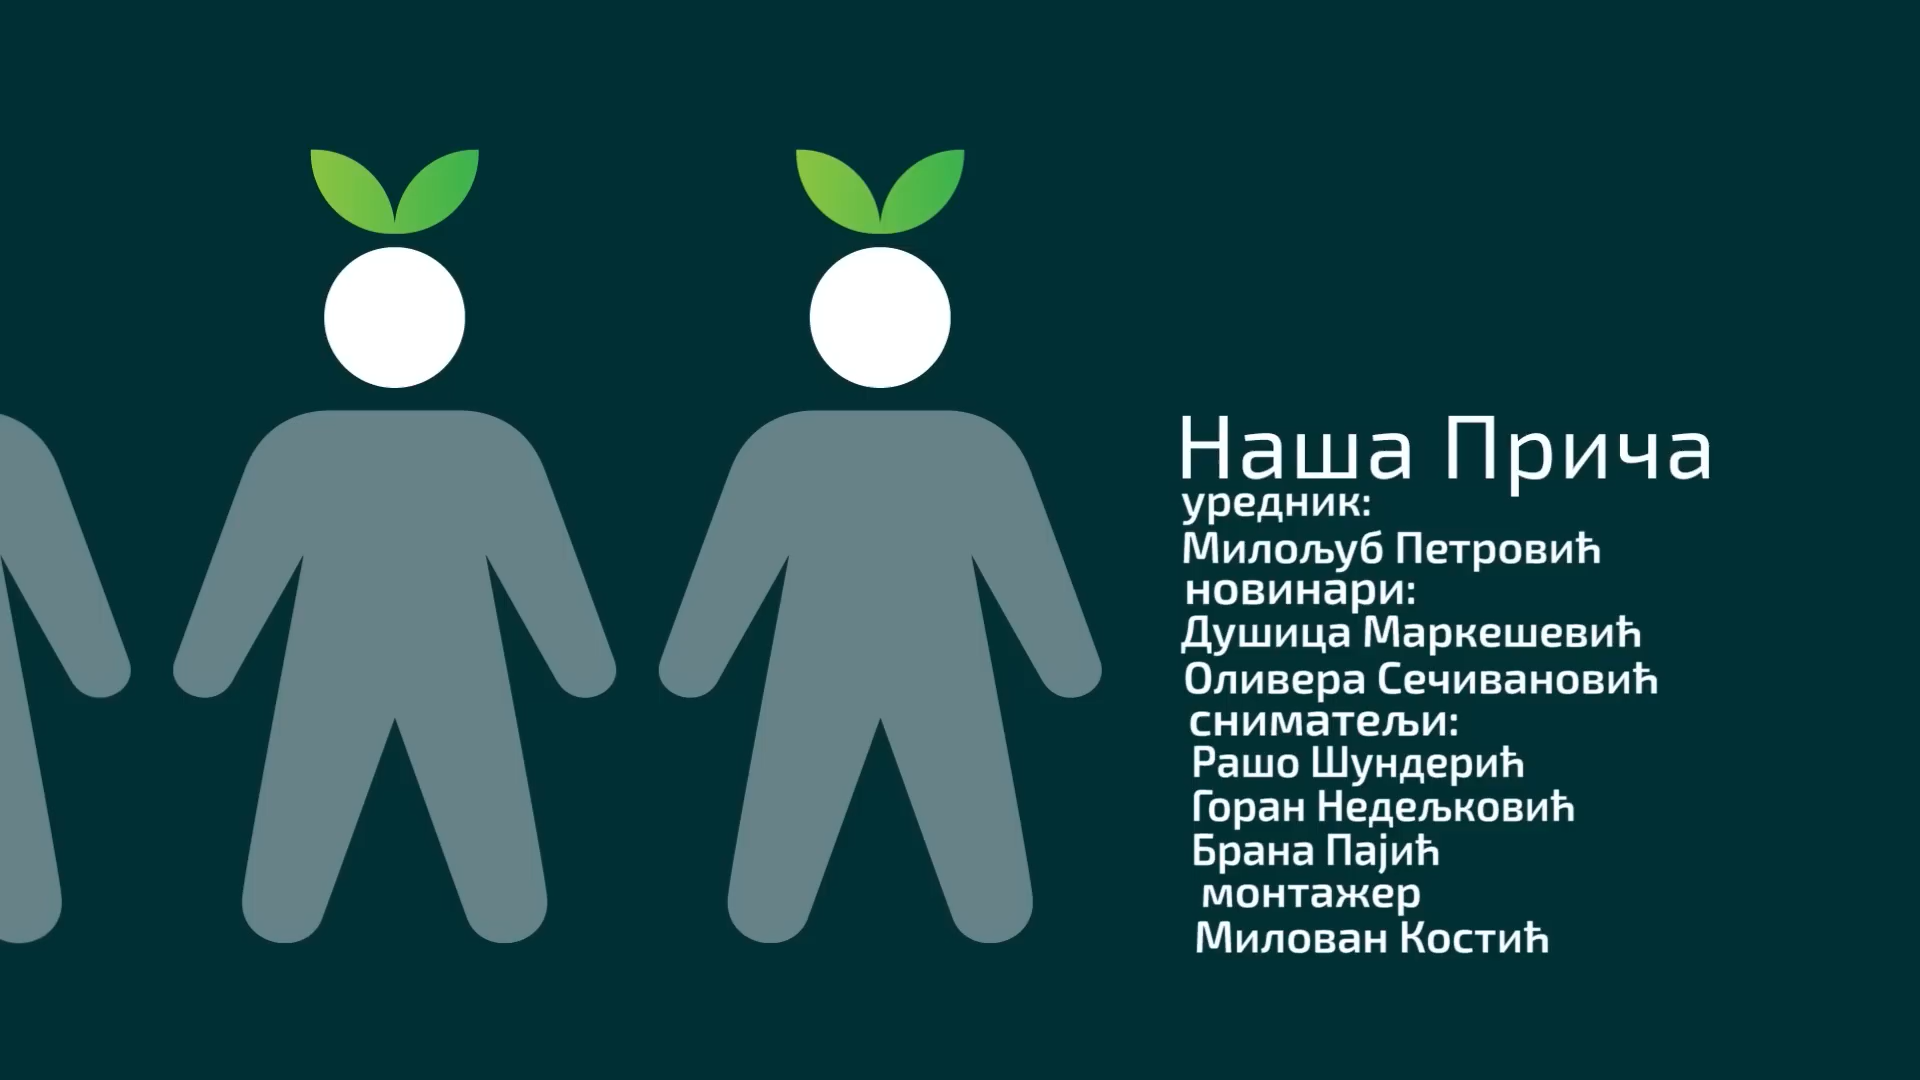 Наша Прича
уредник:
Милољуб Петровић
новинари:
Душица Маркешевић
Оливера Сечивановић
сниматељи:
Рашо Шундерић
Горан Недељковић
Брана Пајић
монтажер
Милован Костић